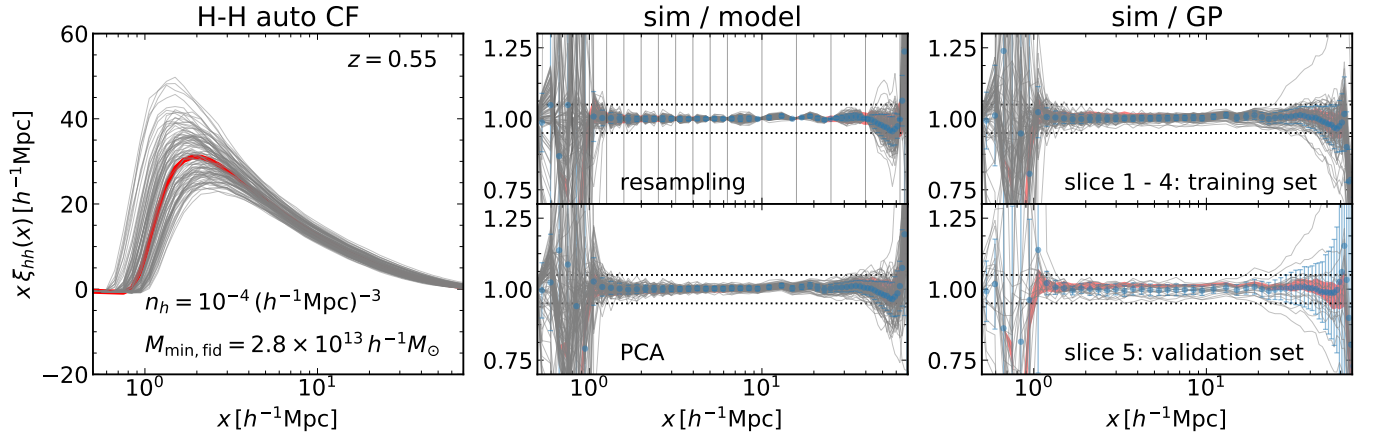 H-H auto CF
sim / model
sim / GP
z = 0.55
n_h = 10^{-4} (h^{-1}Mpc)^{-3}
M_{min, fid} = 2.8 × 10^{13} h^{-1}M_⊙
x ξ_{hh}(x) [h^{-1}Mpc]
60
40
20
0
−20
10^0
10^1
x [h^{-1}Mpc]
1.25
1.00
0.75
resampling
1.25
1.00
0.75
PCA
10^0
10^1
x [h^{-1}Mpc]
1.25
1.00
0.75
slice 1 - 4: training set
1.25
1.00
0.75
slice 5: validation set
10^0
10^1
x [h^{-1}Mpc]